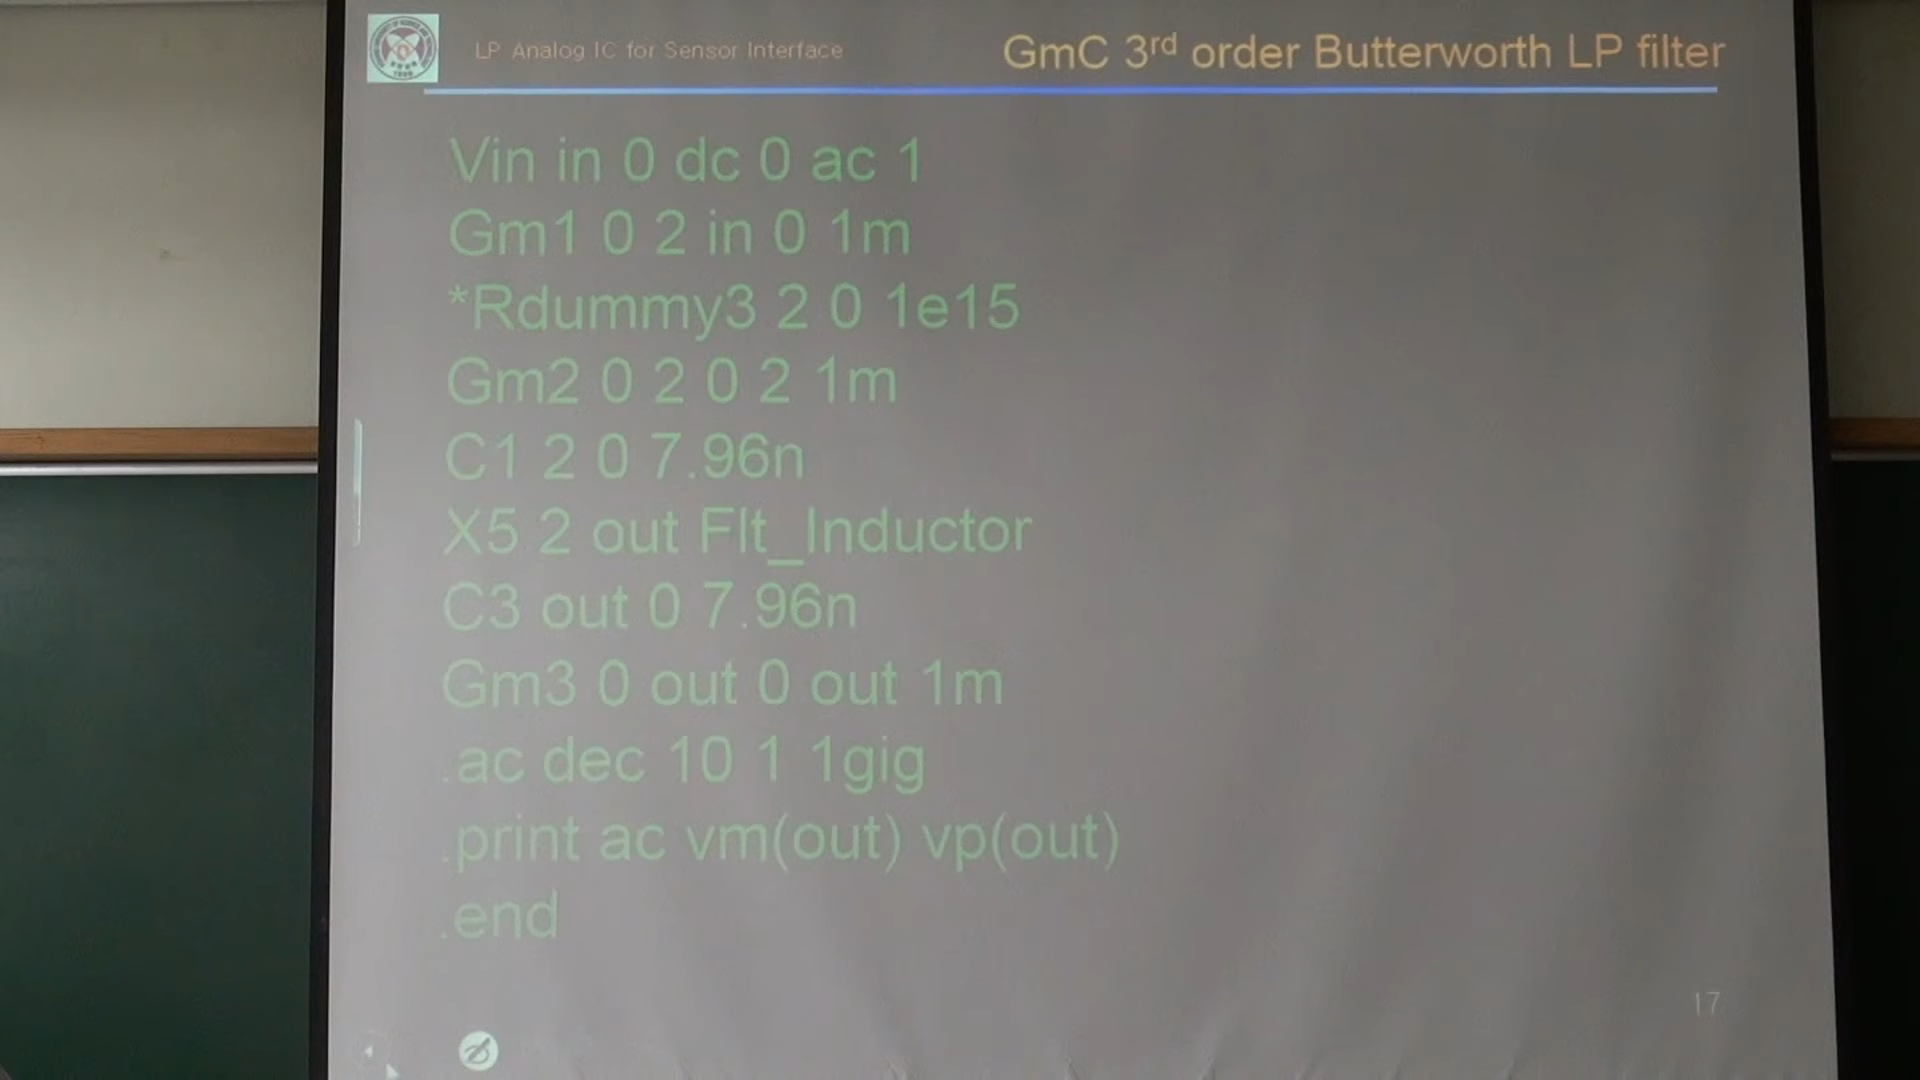 LP Analog IC for Sensor Interface
GmC 3rd order Butterworth LP filter
Vin in 0 dc 0 ac 1
Gm1 0 2 in 0 1m
*Rdummy3 2 0 1e15
Gm2 0 2 0 2 1m
C1 2 0 7.96n
X5 2 out Flt_Inductor
C3 out 0 7.96n
Gm3 0 out 0 out 1m
.ac dec 10 1 1gig
.print ac vm(out) vp(out)
.end
17